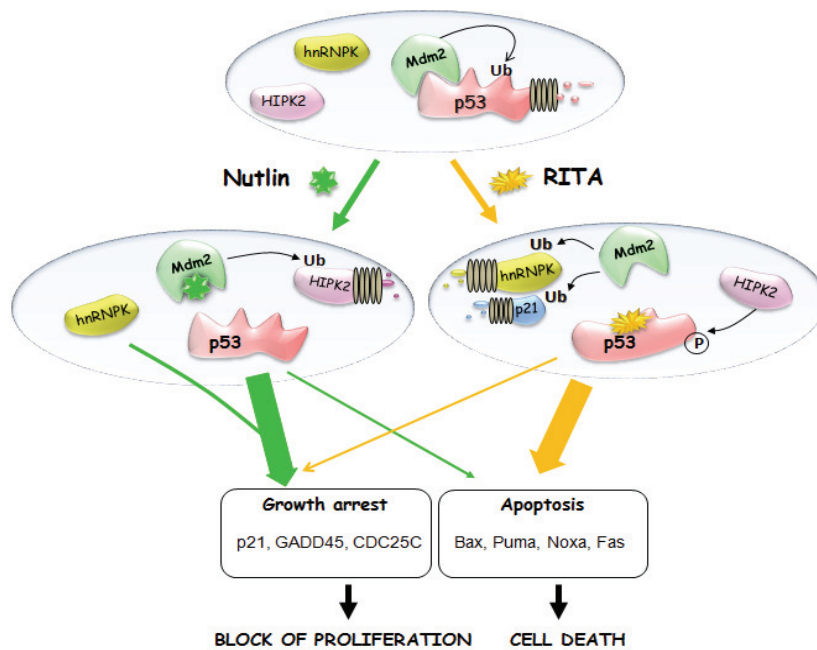 hnRNPK
Mdm2
Ub
HIPK2
p53
Nutlin
RITA
Mdm2
Ub
HIPK2
hnRNPK
p53
Ub
Mdm2
hnRNPK
Ub
p21
HIPK2
p53
P
Growth arrest
p21, GADD45, CDC25C
Apoptosis
Bax, Puma, Noxa, Fas
BLOCK OF PROLIFERATION
CELL DEATH